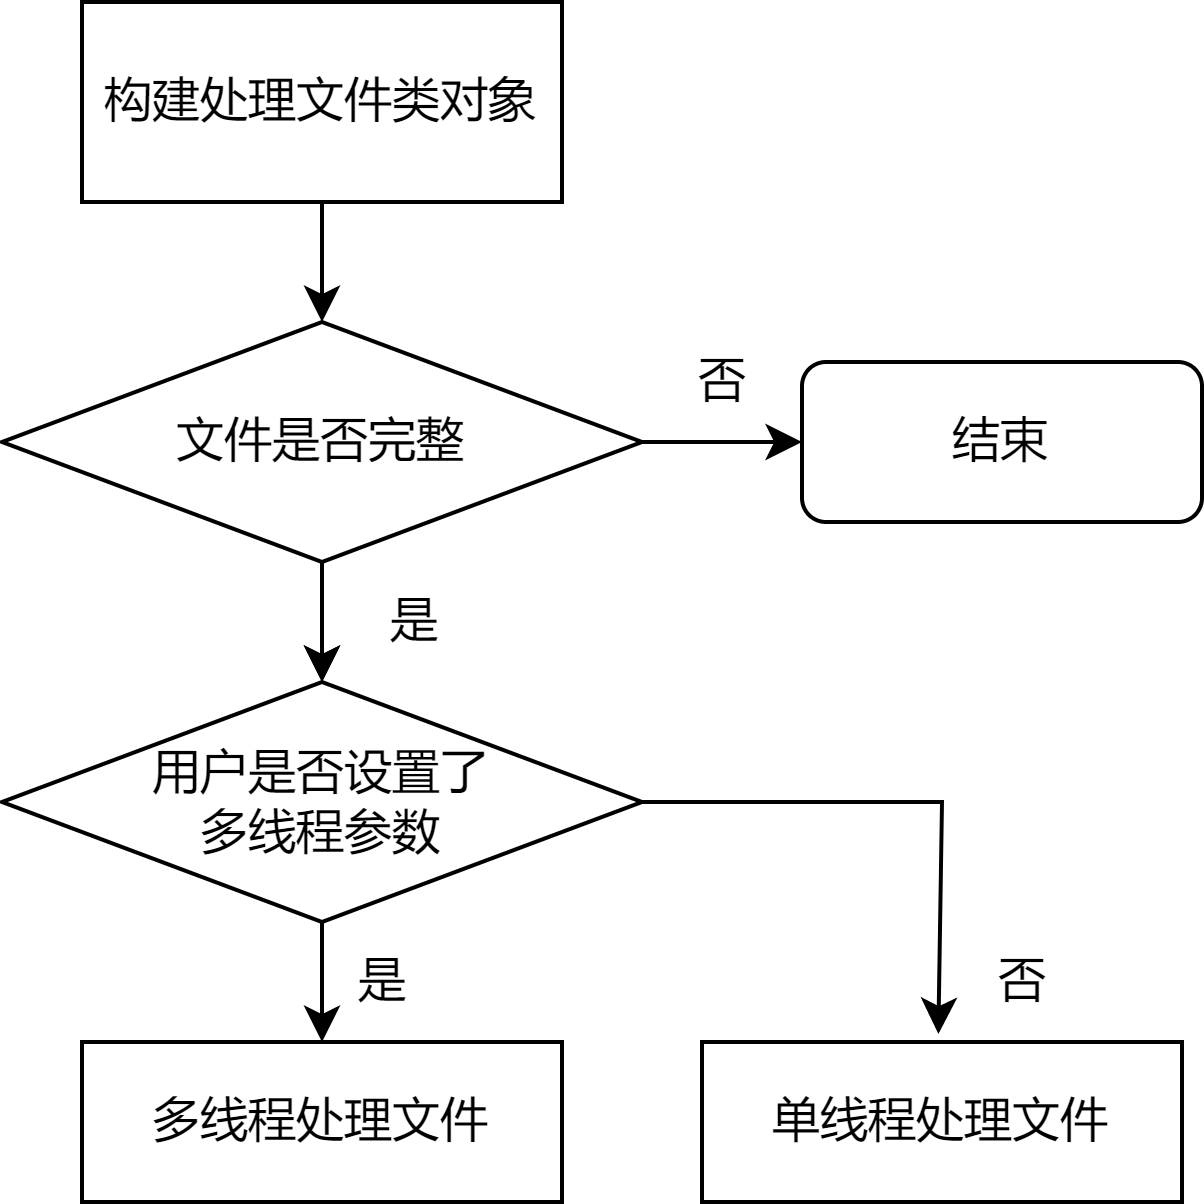 构建处理文件类对象
文件是否完整
否
结束
是
用户是否设置了
多线程参数
是
否
多线程处理文件
单线程处理文件